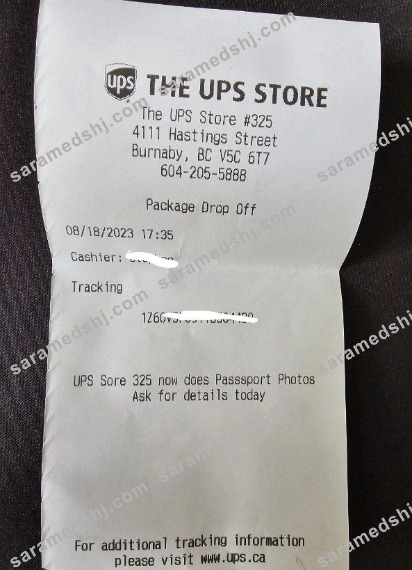 ups THE UPS STORE
The UPS Store #325
4111 Hastings Street
Burnaby, BC V5C 6T7
604-205-5888
Package Drop Off
08/18/2023 17:35
Cashier:
Tracking
UPS Sore 325 now does Passsport Photos
Ask for details today
For additional tracking information
please visit www.ups.ca
saramedshj.com